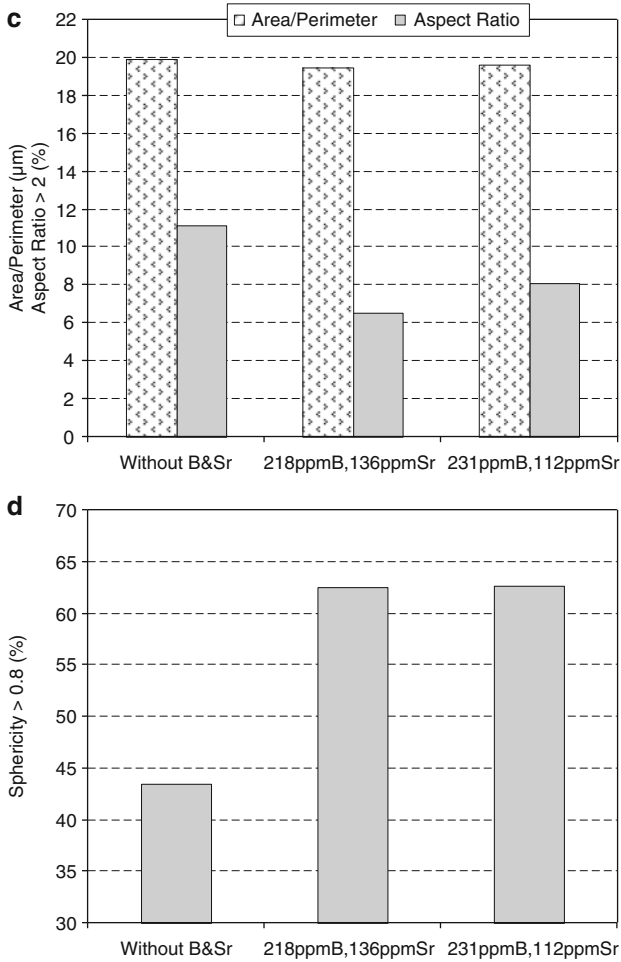 c
Area/Perimeter Aspect Ratio
22
20
18
16
14
12
10
8
6
4
2
0
Area/Perimeter (µm)
Aspect Ratio > 2 (%)
Without B&Sr 218ppmB,136ppmSr 231ppmB,112ppmSr
d
70
65
60
55
50
45
40
35
30
Sphericity > 0.8 (%)
Without B&Sr 218ppmB,136ppmSr 231ppmB,112ppmSr